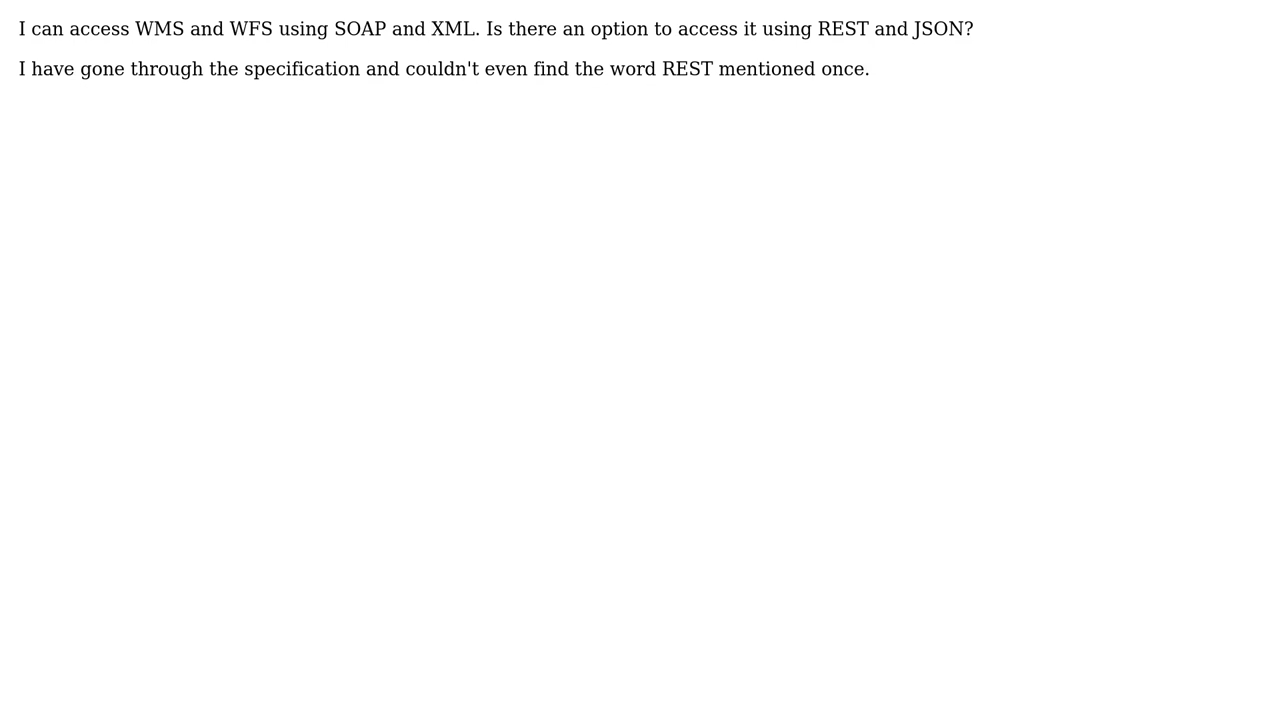 I can access WMS and WFS using SOAP and XML. Is there an option to access it using REST and JSON?
I have gone through the specification and couldn't even find the word REST mentioned once.